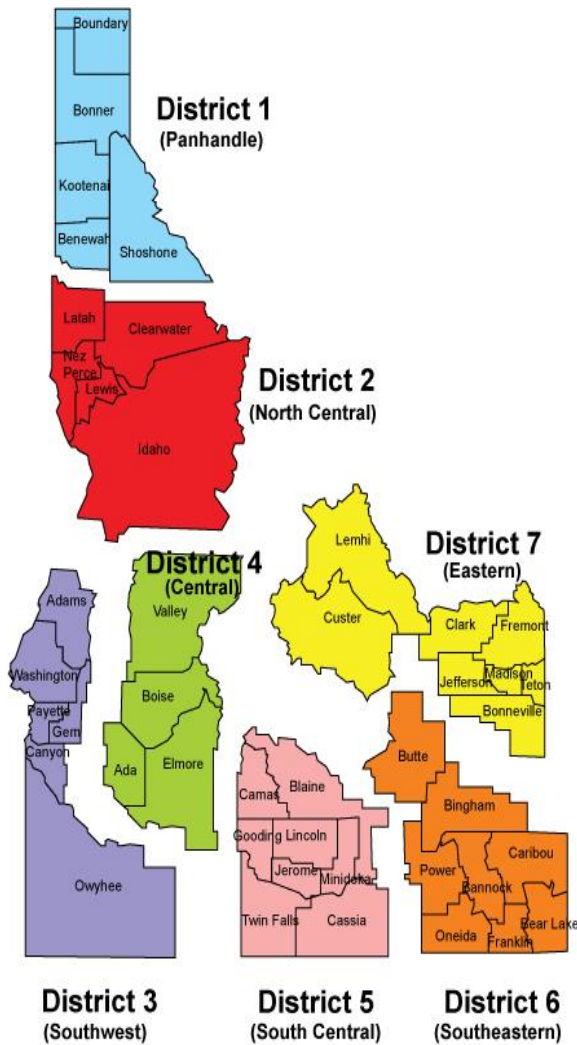 Boundary
Bonner
District 1
(Panhandle)
Kootenai
Benewah
Shoshone
Latah
Clearwater
Nez
Perce
Lewis
District 2
(North Central)
Idaho
District 4
(Central)
Valley
Boise
Ada
Elmore
Lemhi
District 7
(Eastern)
Custer
Clark
Fremont
Madison
Jefferson
Teton
Bonneville
Adams
Washington
Payette
Gem
Canyon
Owyhee
Blaine
Camas
Gooding
Lincoln
Jerome
Minidoka
Twin Falls
Cassia
Butte
Bingham
Caribou
Power
Bannock
Bear Lake
Oneida
Franklin
District 3
(Southwest)
District 5
(South Central)
District 6
(Southeastern)